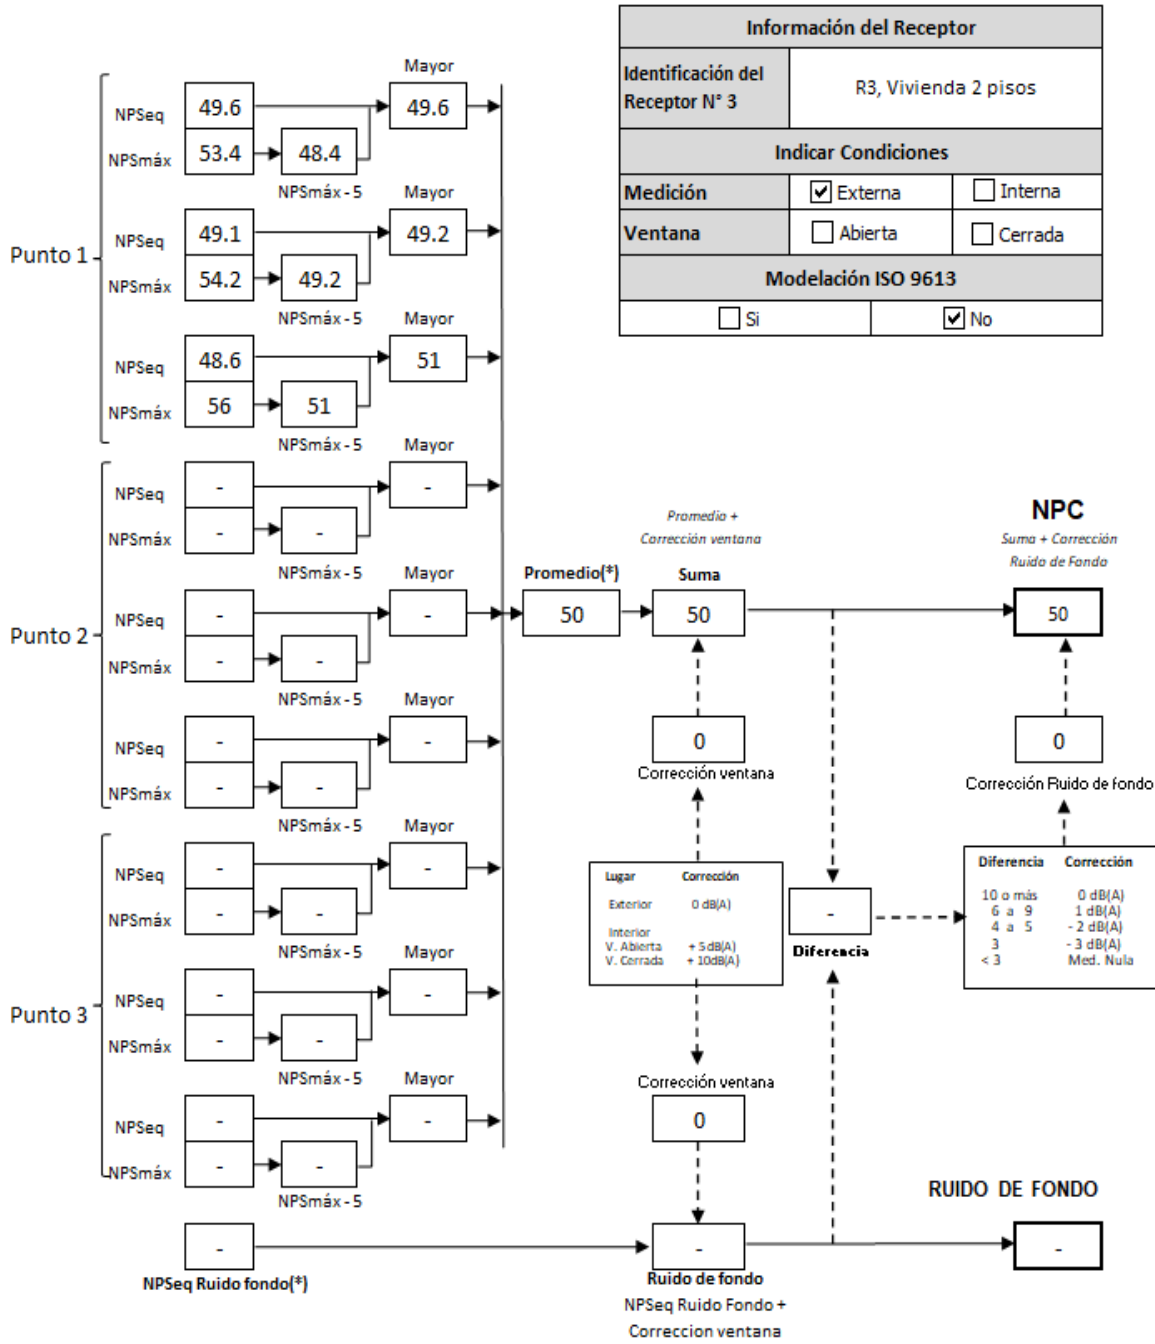 Información del Receptor
Identificación del Receptor N° 3
R3, Vivienda 2 pisos
Indicar Condiciones
Medición
Externa
Interna
Ventana
Abierta
Cerrada
Modelación ISO 9613
Si
No
Punto 1
Mayor
NPSeq
49.6
49.6
NPSmáx
53.4
48.4
NPSmáx - 5
Mayor
NPSeq
49.1
49.2
NPSmáx
54.2
49.2
NPSmáx - 5
Mayor
NPSeq
48.6
51
NPSmáx
56
51
NPSmáx - 5
Punto 2
Mayor
NPSeq
-
-
NPSmáx
-
-
NPSmáx - 5
Mayor
NPSeq
-
-
NPSmáx
-
-
NPSmáx - 5
Mayor
NPSeq
-
-
NPSmáx
-
-
NPSmáx - 5
Punto 3
Mayor
NPSeq
-
-
NPSmáx
-
-
NPSmáx - 5
Mayor
NPSeq
-
-
NPSmáx
-
-
NPSmáx - 5
Mayor
NPSeq
-
-
NPSmáx
-
-
NPSmáx - 5
Promedio(*)
50
Promedio +
Corrección ventana
Suma
50
NPC
Suma + Corrección
Ruido de Fondo
50
0
Corrección ventana
0
Corrección Ruido de fondo
Lugar Corrección
Exterior 0 dB(A)
Interior
V. Abierta + 5dB(A)
V. Cerrada + 10dB(A)
-
Diferencia
Diferencia Corrección
10 o más 0 dB(A)
6 a 9 1 dB(A)
4 a 5 - 2 dB(A)
3 - 3 dB(A)
< 3 Med. Nula
Corrección ventana
0
RUIDO DE FONDO
-
NPSeq Ruido fondo(*)
-
Ruido de fondo
NPSeq Ruido Fondo +
Correccion ventana
-